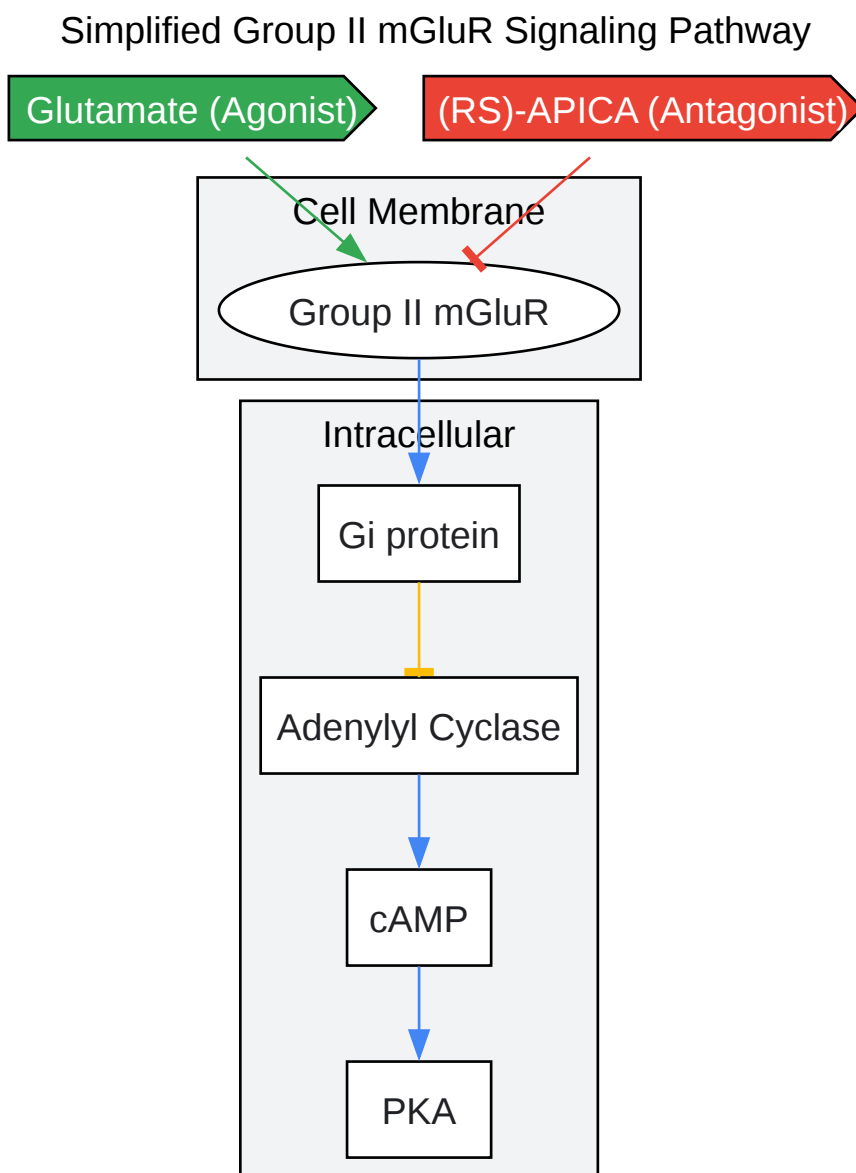 Simplified Group II mGluR Signaling Pathway
Glutamate (Agonist)
(RS)-APICA (Antagonist)
Cell Membrane
Group II mGluR
Intracellular
Gi protein
Adenylyl Cyclase
cAMP
PKA